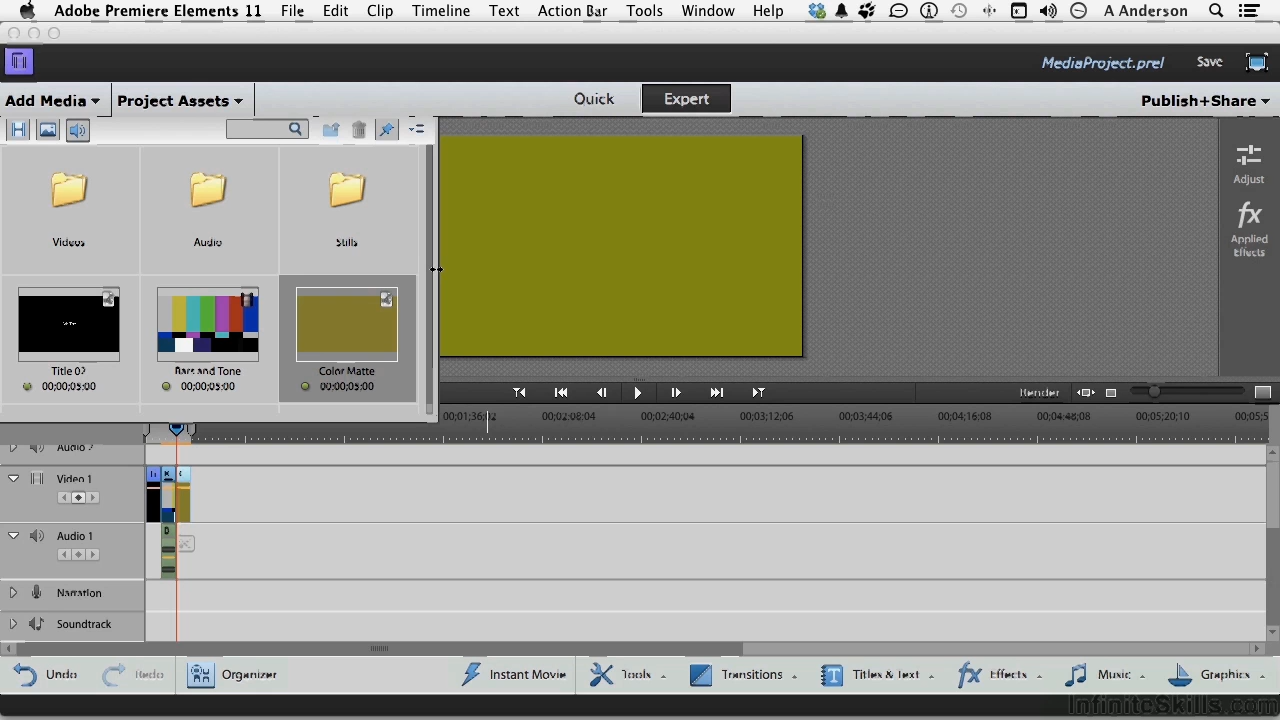 Adobe Premiere Elements 11 File Edit Clip Timeline Text Action Bar Tools Window Help A Anderson
MediaProject.prel Save
Add Media Project Assets Quick Expert Publish+Share
Adjust
fx
Applied
Effects
Videos Audio Stills
Title 02 Bars and Tone Color Matte
00;00;05;00 00;00;05;00 00;00;05;00
Render
00;02;08;04 00;02;40;04 00;03;12;06 00;03;44;06 00;04;16;08 00;04;48;08 00;05;20;10
Audio 2
Video 1
Audio 1
Narration
Soundtrack
Undo Redo Organizer Instant Movie Tools Transitions T Titles & Text fx Effects Music Graphics
InfiniteSkills.com